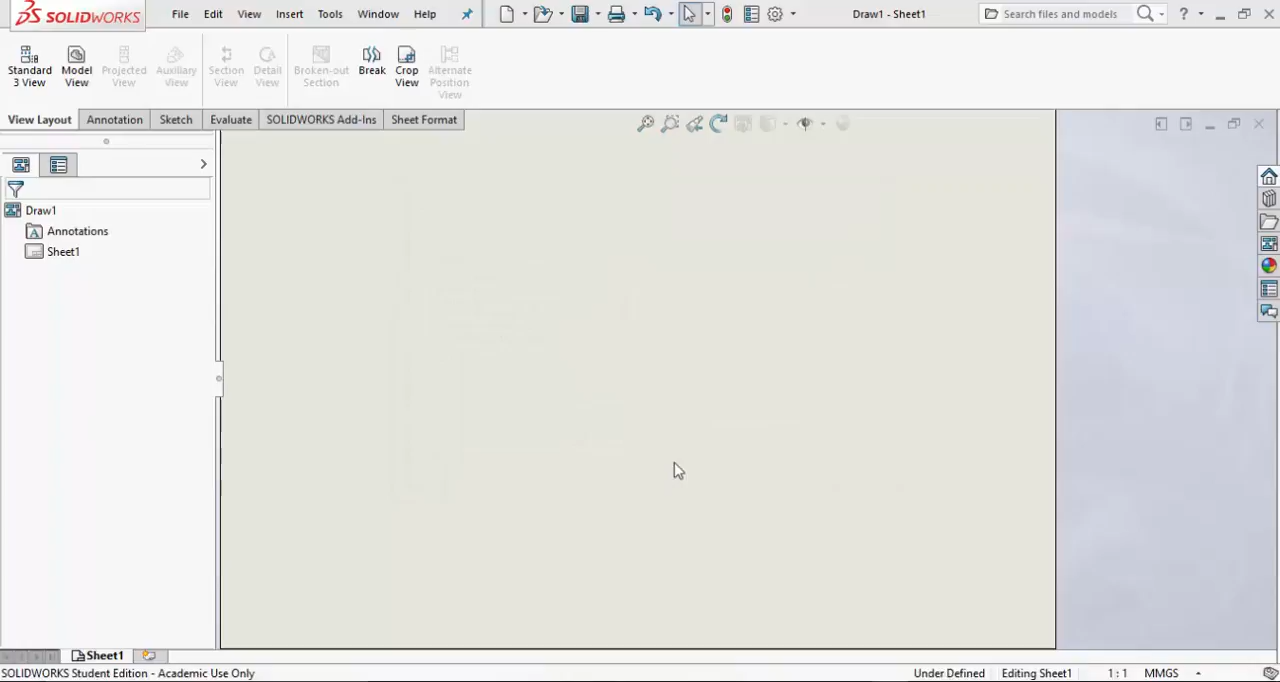 SOLIDWORKS File Edit View Insert Tools Window Help Draw1 - Sheet1 Search files and models ?
Standard 3 View Model View Projected View Auxiliary View Section View Detail View Broken-out Section Break Crop View Alternate Position View
View Layout Annotation Sketch Evaluate SOLIDWORKS Add-Ins Sheet Format
Draw1
A Annotations
Sheet1
Sheet1
SOLIDWORKS Student Edition - Academic Use Only Under Defined Editing Sheet1 1 : 1 MMGS